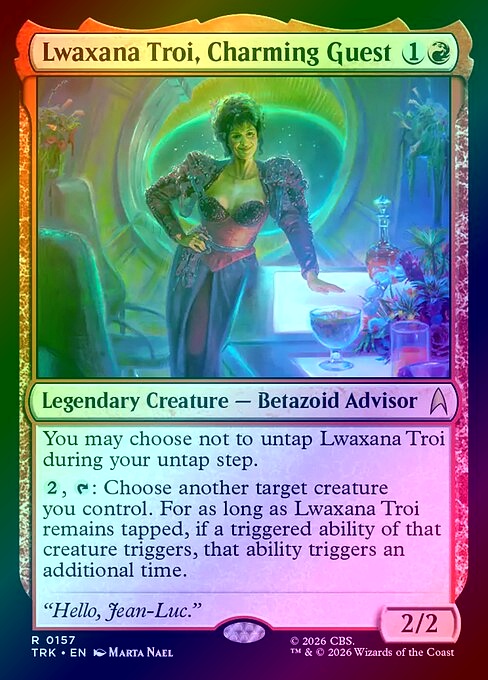 Lwaxana Troi, Charming Guest 1
Legendary Creature — Betazoid Advisor
You may choose not to untap Lwaxana Troi
during your untap step.
2, : Choose another target creature
you control. For as long as Lwaxana Troi
remains tapped, if a triggered ability of that
creature triggers, that ability triggers an
additional time.
“Hello, Jean-Luc.”
2/2
R 0157
TRK • EN Marta Nael
© 2026 CBS.
™ & © 2026 Wizards of the Coast